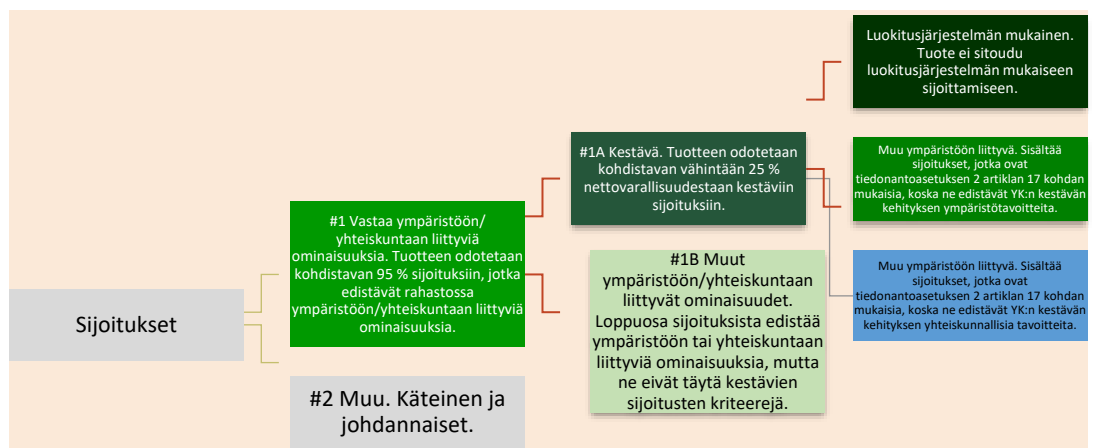 Sijoitukset
#1 Vastaa ympäristöön/
yhteiskuntaan liittyviä
ominaisuuksia. Tuotteen odotetaan
kohdistavan 95 % sijoituksiin, jotka
edistävät rahastossa
ympäristöön/yhteiskuntaan liittyviä
ominaisuuksia.
#2 Muu. Käteinen ja
johdannaiset.
#1A Kestävä. Tuotteen odotetaan
kohdistavan vähintään 25 %
nettovarallisuudestaan kestäviin
sijoituksiin.
#1B Muut
ympäristöön/yhteiskuntaan
liittyvät ominaisuudet.
Loppuosa sijoituksista edistää
ympäristöön tai yhteiskuntaan
liittyviä ominaisuuksia, mutta
ne eivät täytä kestävien
sijoitusten kriteerejä.
Luokitusjärjestelmän mukainen.
Tuote ei sitoudu
luokitusjärjestelmän mukaiseen
sijoittamiseen.
Muu ympäristöön liittyvä. Sisältää
sijoitukset, jotka ovat
tiedonantoasetuksen 2 artiklan 17 kohdan
mukaisia, koska ne edistävät YK:n kestävän
kehityksen ympäristötavoitteita.
Muu ympäristöön liittyvä. Sisältää
sijoitukset, jotka ovat
tiedonantoasetuksen 2 artiklan 17 kohdan
mukaisia, koska ne edistävät YK:n kestävän
kehityksen yhteiskunnallisia tavoitteita.